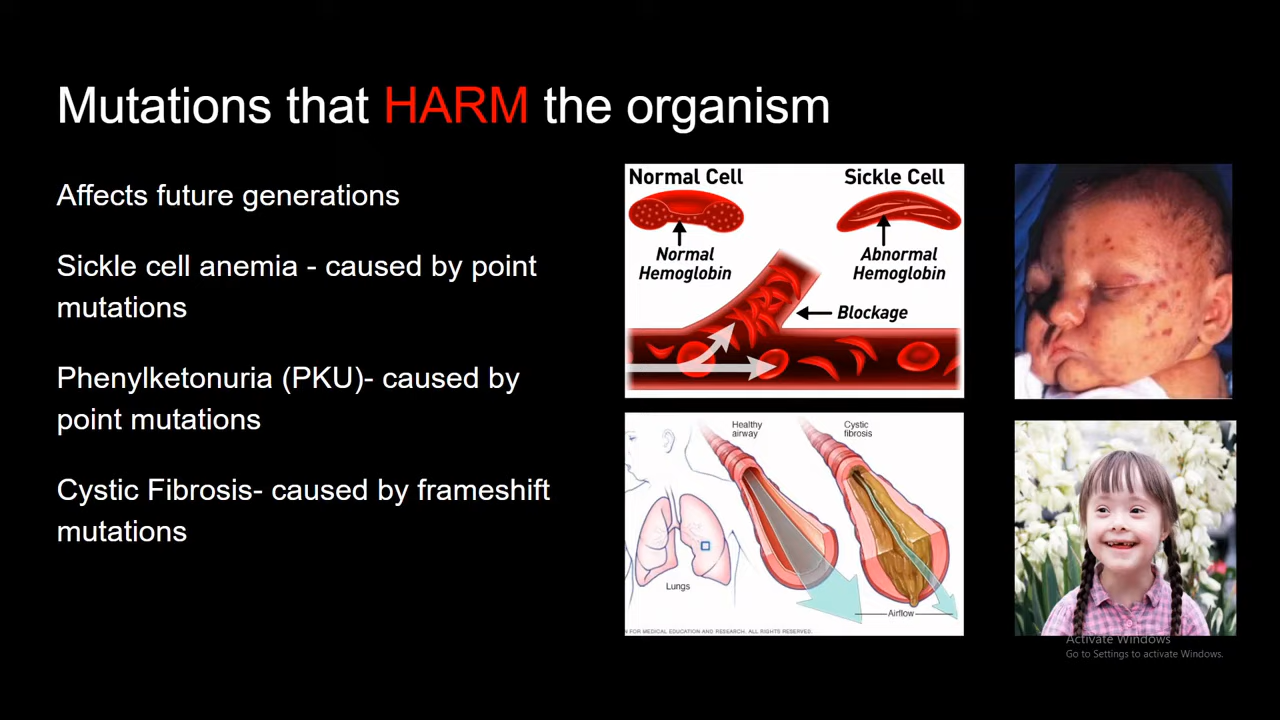 Mutations that HARM the organism
Affects future generations
Sickle cell anemia - caused by point
mutations
Phenylketonuria (PKU)- caused by
point mutations
Cystic Fibrosis- caused by frameshift
mutations
Normal Cell
Sickle Cell
Normal
Hemoglobin
Abnormal
Hemoglobin
Blockage
Healthy
airway
Cystic
fibrosis
Lungs
Airflow
FOR MEDICAL EDUCATION AND RESEARCH. ALL RIGHTS RESERVED.
Activate Windows
Go to Settings to activate Windows.